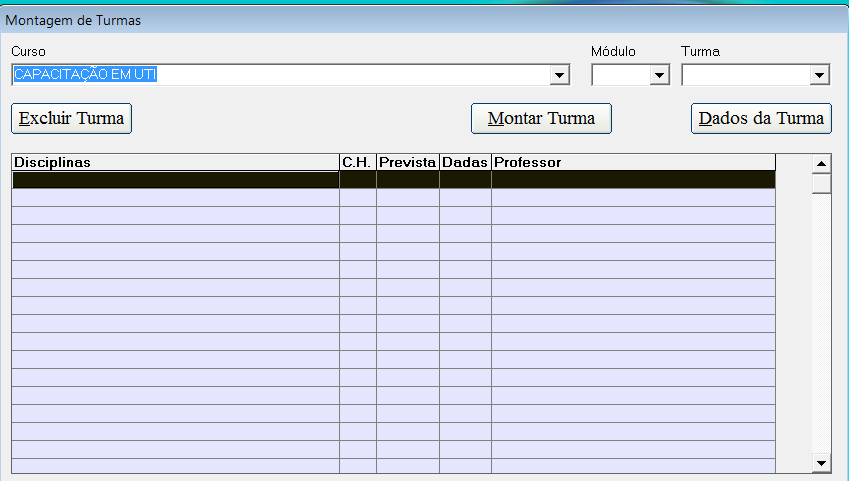 Montagem de Turmas
Curso Módulo Turma
CAPACITAÇÃO EM UTI
Excluir Turma Montar Turma Dados da Turma
Disciplinas C.H. Prevista Dadas Professor